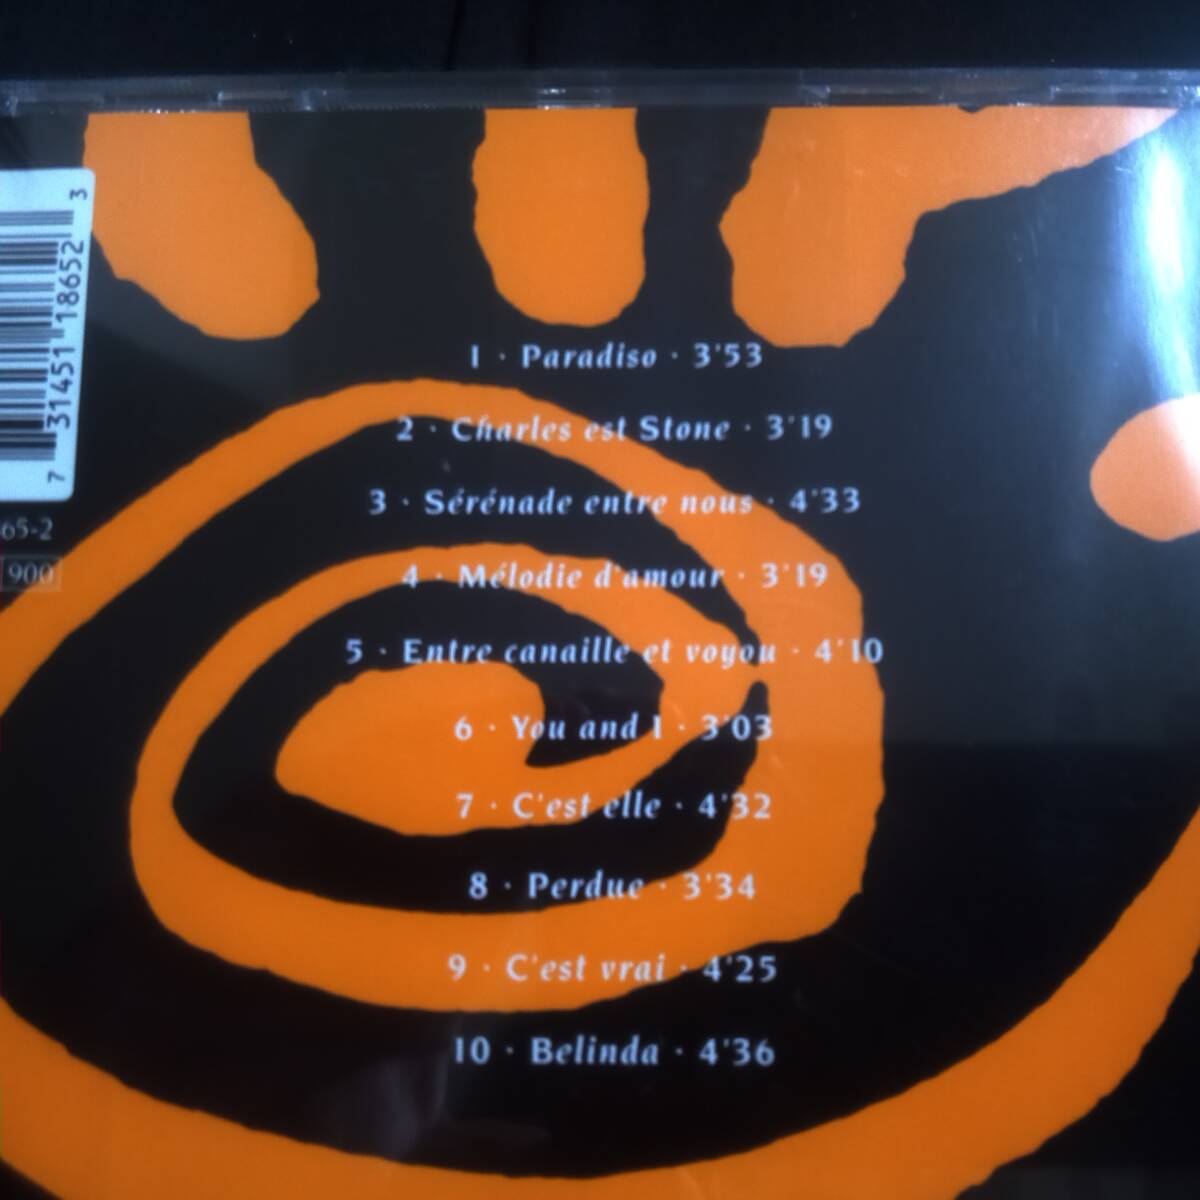 1 · Paradiso · 3'53
2 · Charles est Stone · 3'19
3 · Sérénade entre nous · 4'33
4 · Mélodie d'amour · 3'19
5 · Entre canaille et voyou · 4'10
6 · You and I · 3'03
7 · C'est elle · 4'32
8 · Perdue · 3'34
9 · C'est vrai · 4'25
10 · Belinda · 4'36
7 31451 18652 3
65-2
900